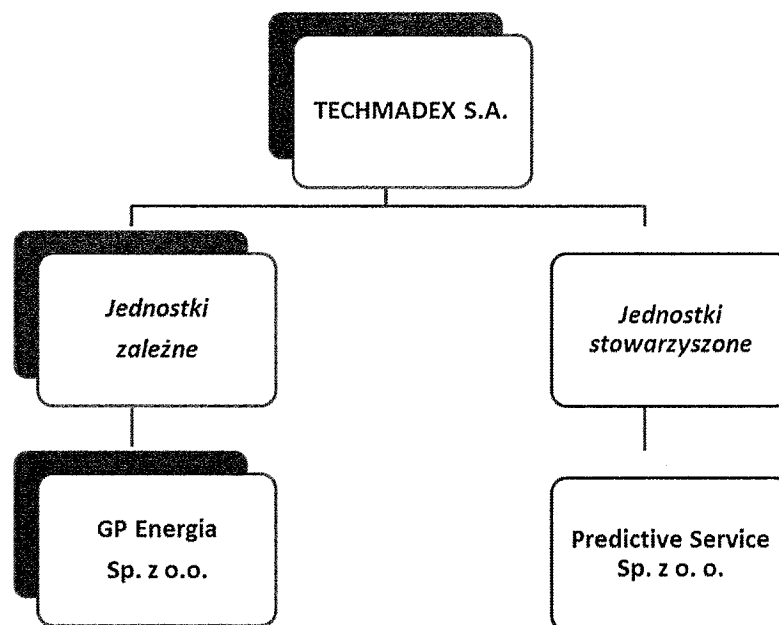 TECHMADEX S.A.
Jednostki
zależne
Jednostki
stowarzyszone
GP Energia
Sp. z o.o.
Predictive Service
Sp. z o. o.